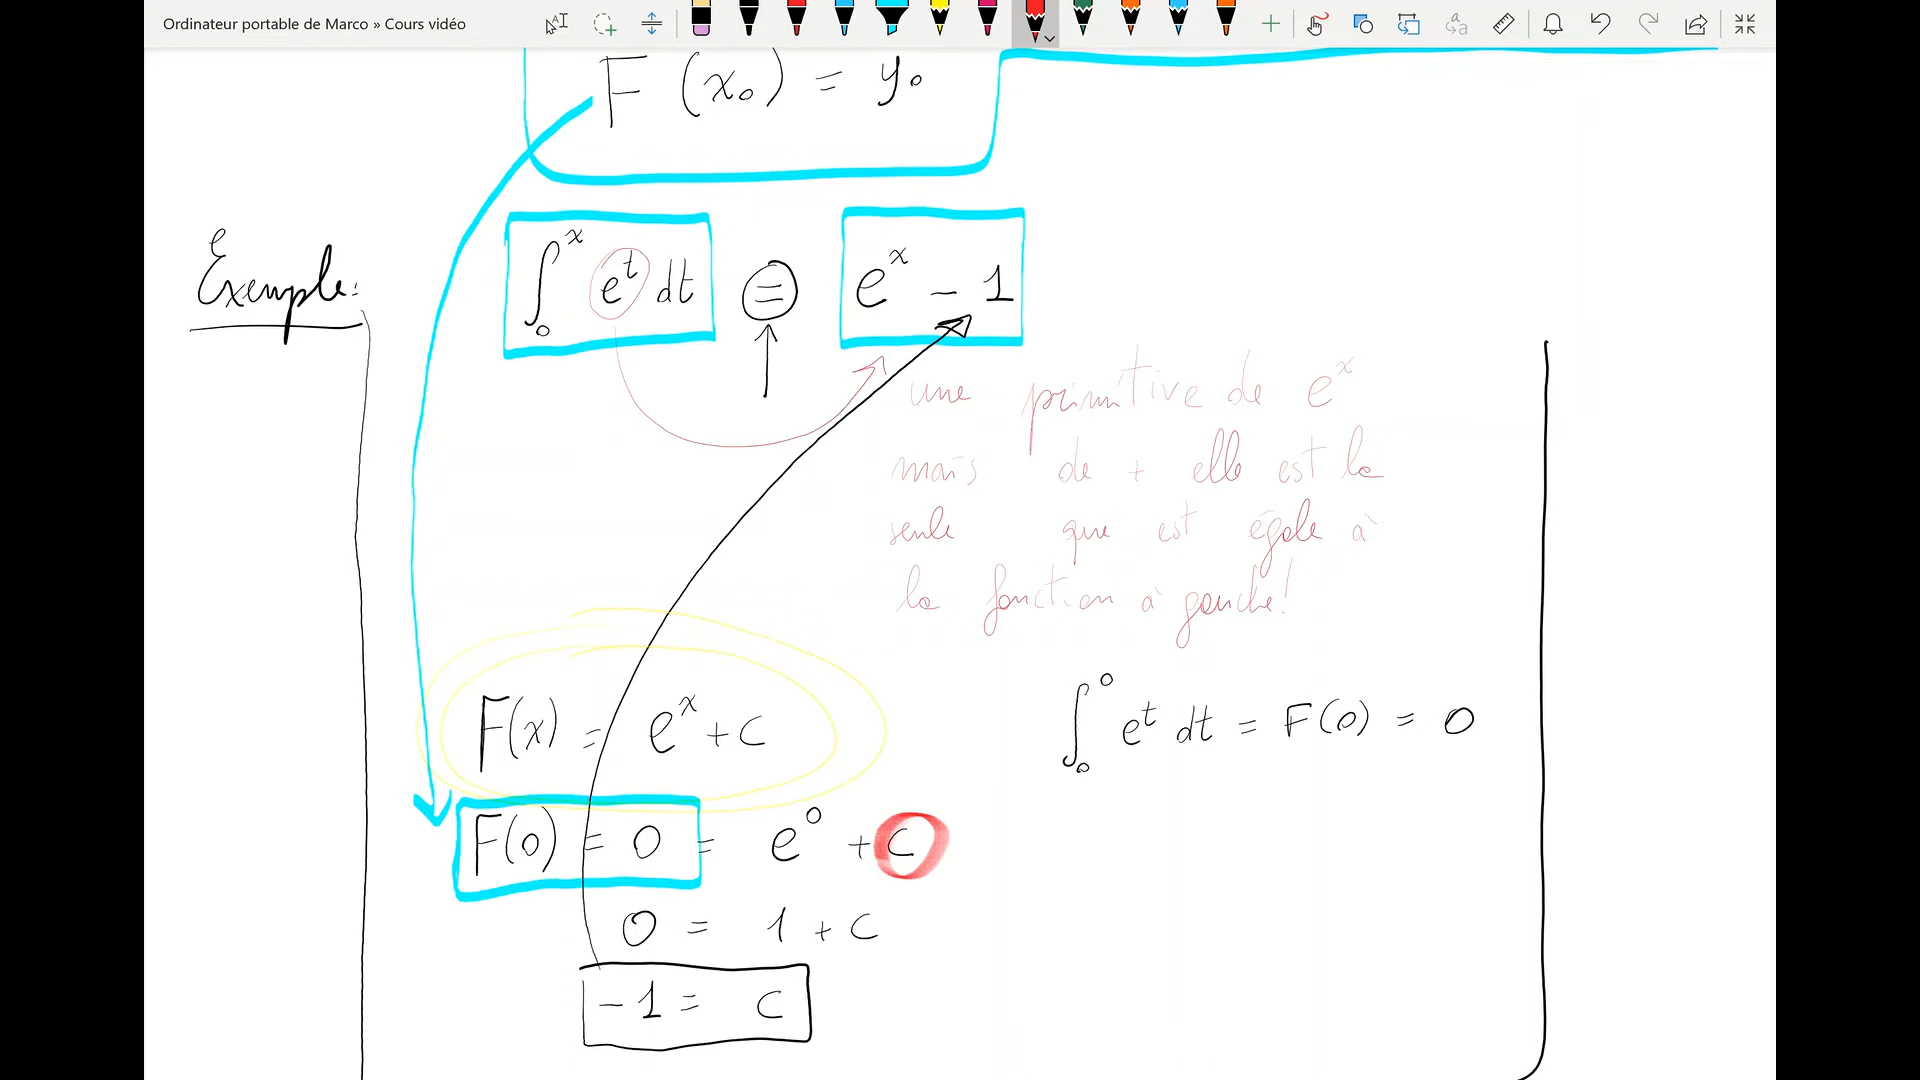 Ordinateur portable de Marco » Cours vidéo
F (x₀) = y₀
Exemple:
∫₀ˣ eᵗ dt = eˣ - 1
une primitive de eˣ
mais de + elle est la
seule que est égale à
la fonction à gauche!
F(x) = eˣ + c
∫₀⁰ eᵗ dt = F(0) = 0
F(0) = 0 = e⁰ + c
0 = 1 + c
-1 = c